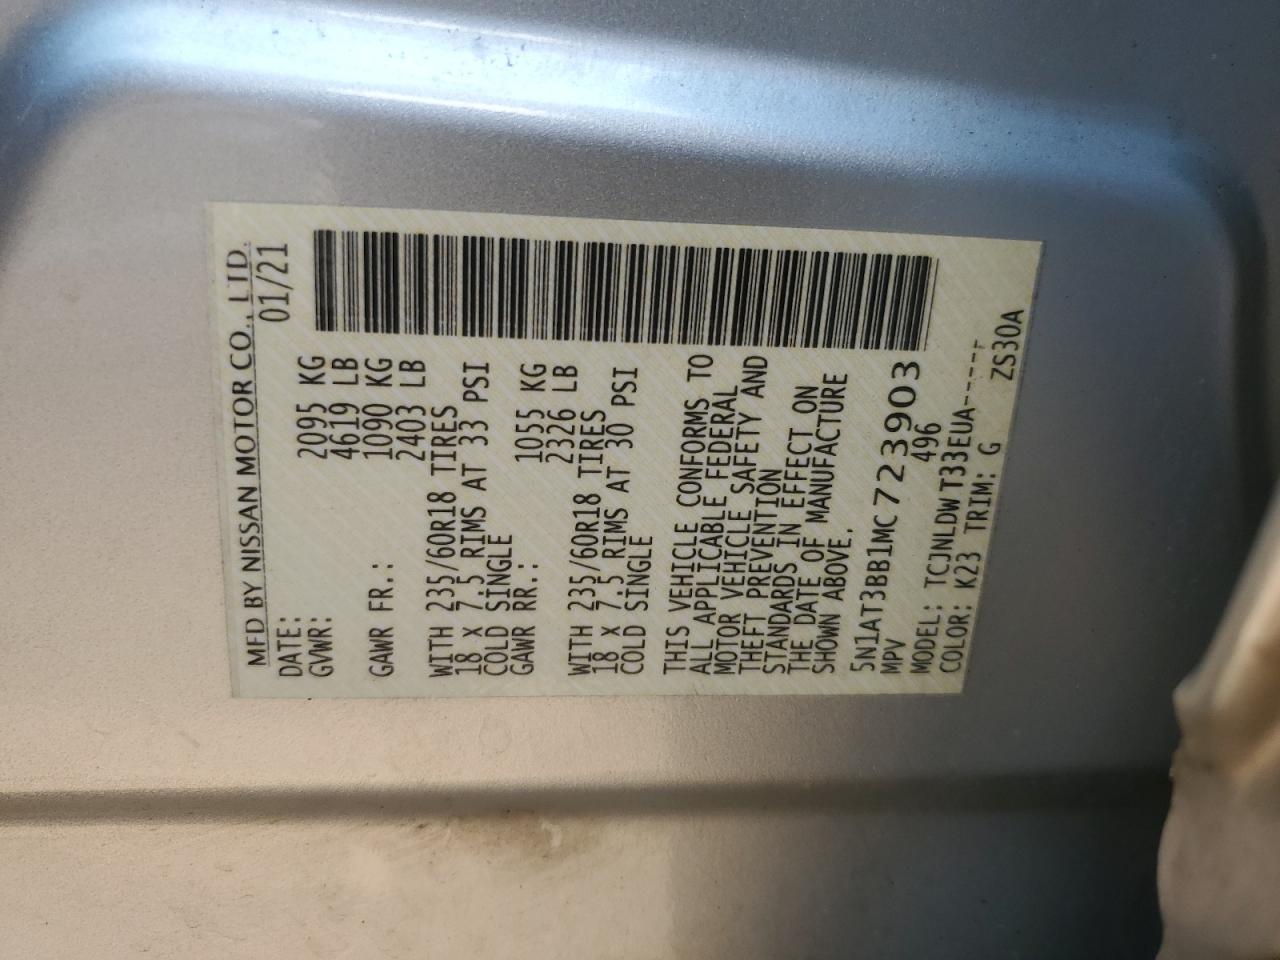 MFD BY NISSAN MOTOR CO., LTD.
DATE: 01/21
GVWR: 2095 KG
4619 LB
GAWR FR.: 1090 KG
2403 LB
WITH 235/60R18 TIRES
18 X 7.5 RIMS AT 33 PSI
COLD SINGLE
GAWR RR.: 1055 KG
2326 LB
WITH 235/60R18 TIRES
18 X 7.5 RIMS AT 30 PSI
COLD SINGLE
THIS VEHICLE CONFORMS TO
ALL APPLICABLE FEDERAL
MOTOR VEHICLE SAFETY AND
THEFT PREVENTION
STANDARDS IN EFFECT ON
THE DATE OF MANUFACTURE
SHOWN ABOVE.
5N1AT3BB1MC723903
MPV 496
MODEL: TCJNLDWT33EUA-----
COLOR: K23 TRIM: G ZS30A